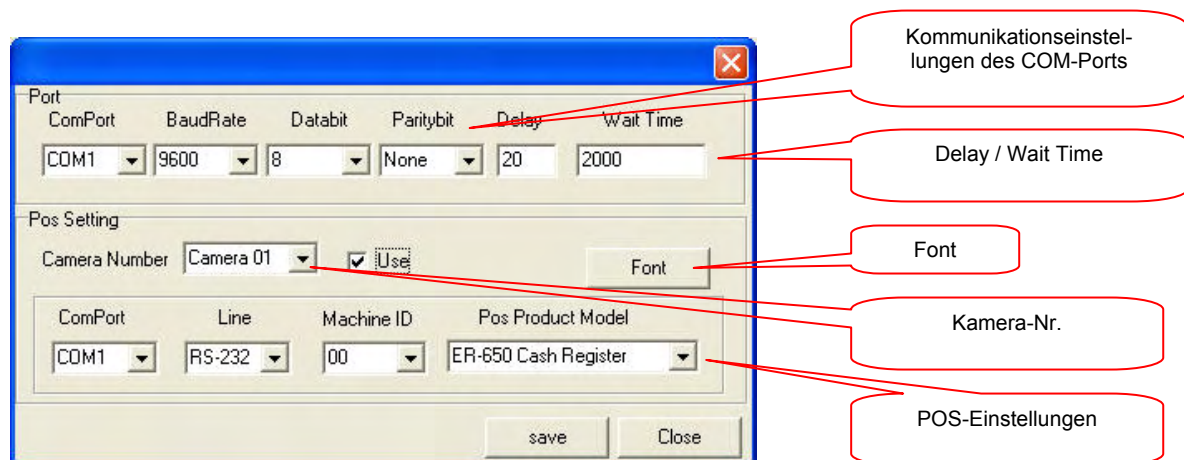 Kommunikationseinstel-
lungen des COM-Ports
Port
ComPort BaudRate Databit Paritybit Delay Wait Time
COM1 9600 8 None 20 2000
Delay / Wait Time
Pos Setting
Camera Number Camera 01 Use Font
Font
ComPort Line Machine ID Pos Product Model
Kamera-Nr.
COM1 RS-232 00 ER-650 Cash Register
POS-Einstellungen
save Close